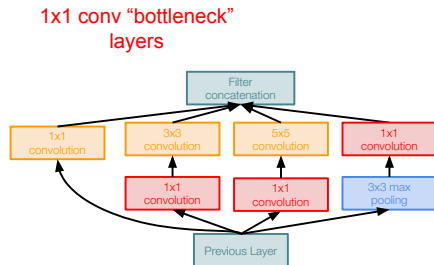 1x1 conv “bottleneck”
layers
Filter
concatenation
1x1
convolution
3x3
convolution
5x5
convolution
1x1
convolution
1x1
convolution
1x1
convolution
3x3 max
pooling
Previous Layer